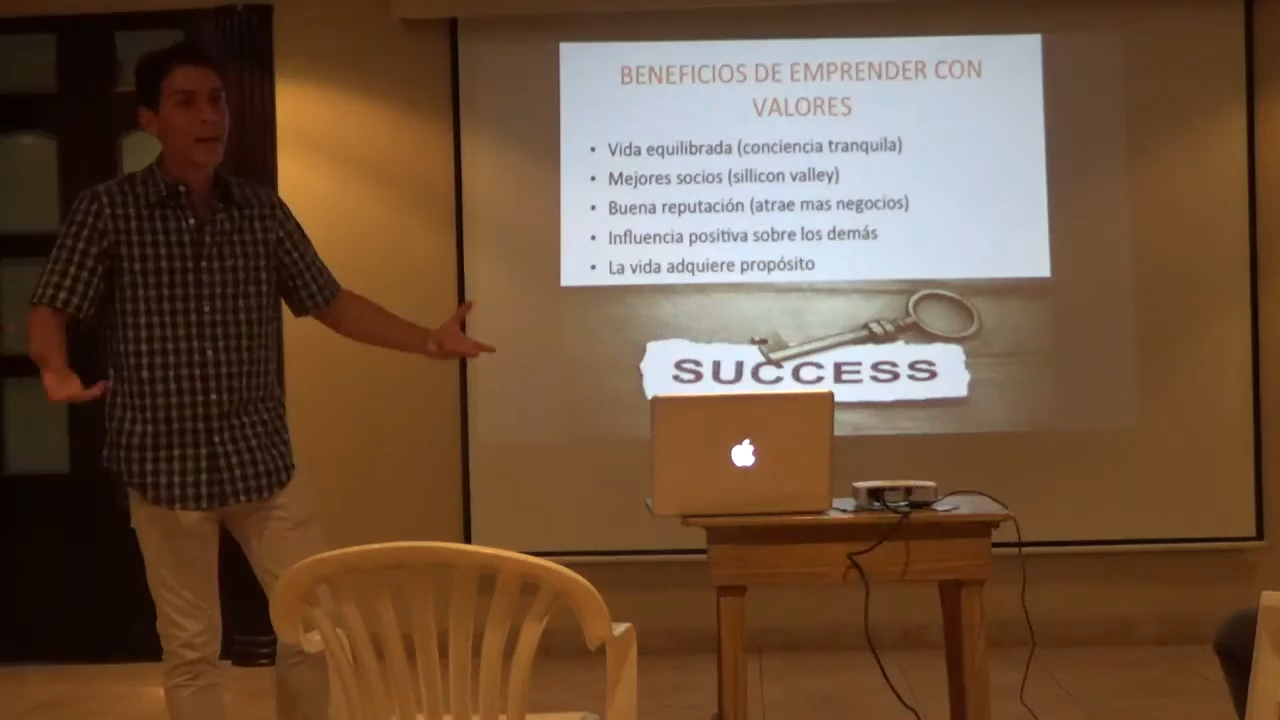 BENEFICIOS DE EMPRENDER CON
VALORES
• Vida equilibrada (conciencia tranquila)
• Mejores socios (sillicon valley)
• Buena reputación (atrae mas negocios)
• Influencia positiva sobre los demás
• La vida adquiere propósito
SUCCESS